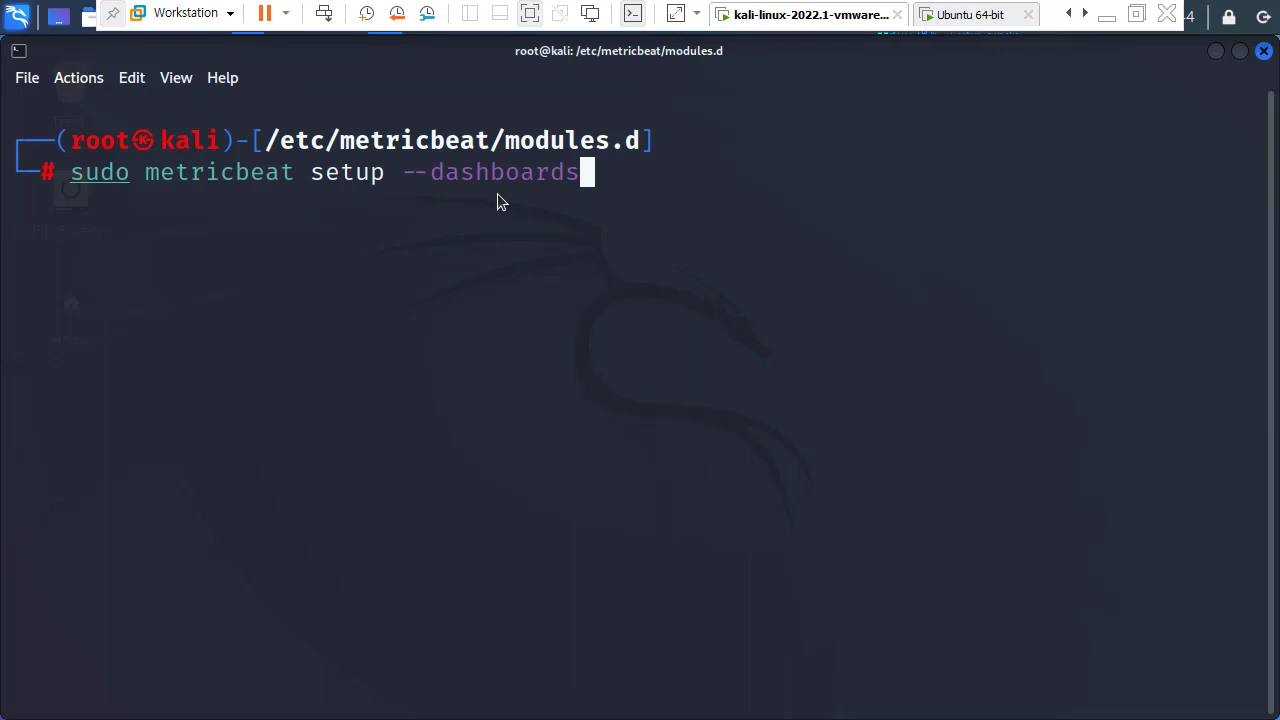 Workstation
kali-linux-2022.1-vmware...
Ubuntu 64-bit
root@kali: /etc/metricbeat/modules.d
File Actions Edit View Help
(root㉿kali)-[/etc/metricbeat/modules.d]
# sudo metricbeat setup --dashboards